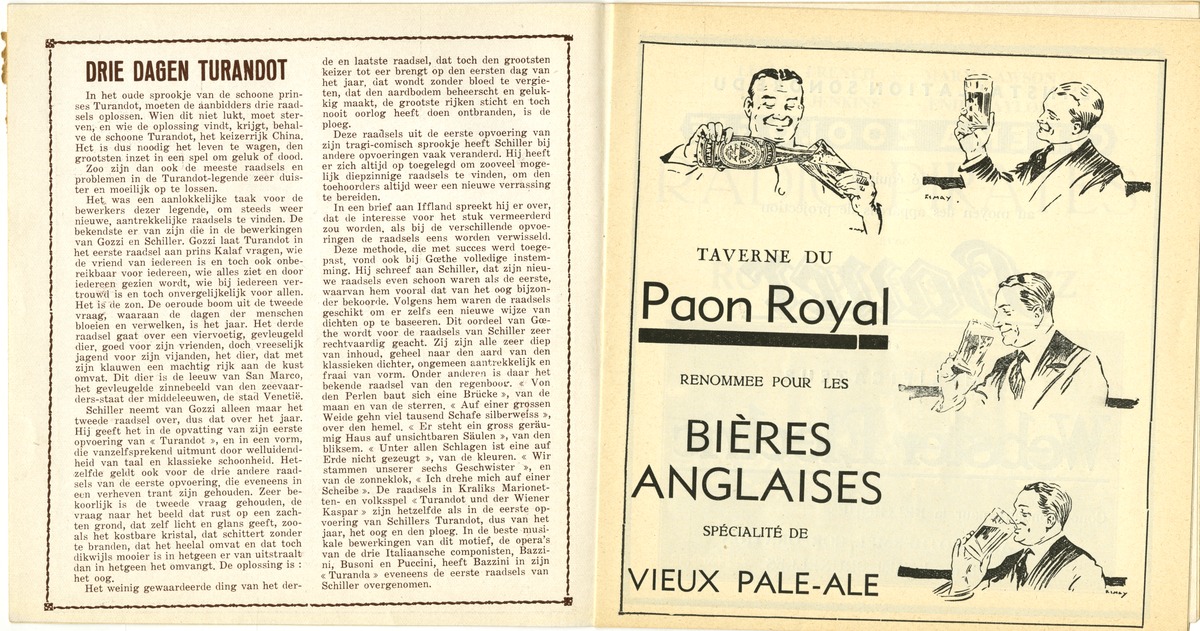 DRIE DAGEN TURANDOT
In het oude sprookje van de schoone prin-
ses Turandot, moeten de aanbidders drie raad-
sels oplossen. Wien dit niet lukt, moet ster-
ven, en wie de oplossing vindt, krijgt, behal-
ve de schoone Turandot, het keizerrijk China.
Het is dus noodig het leven te wagen, den
grootsten inzet in een spel om geluk of dood.
Zoo zijn dan ook de meeste raadsels en
problemen in de Turandot-legende zeer duis-
ter en moeilijk op te lossen.
Het was een aanlokkelijke taak voor de
bewerkers dezer legende, om steeds weer
nieuwe, aantrekkelijke raadsels te vinden. De
bekendste er van zijn die in de bewerkingen
van Gozzi en Schiller. Gozzi laat Turandot in
het eerste raadsel aan prins Kalaf vragen, wie
de vriend van iedereen is en toch ook onbe-
reikbaar voor iedereen, wie alles ziet en door
iedereen gezien wordt, wie bij iedereen ver-
trouwd is en toch onvergelijkelijk voor allen.
Het is de zon. De oeroude boom uit de tweede
vraag, waaraan de dagen der menschen
bloeien en verwelken, is het jaar. Het derde
raadsel gaat over een viervoetig, gevleugeld
dier, goed voor zijn vrienden, doch vreeselijk
jagend voor zijn vijanden, het dier, dat met
zijn klauwen een machtig rijk aan de kust
omvat. Dit dier is de leeuw van San Marco,
het gevleugelde zinnebeeld van den zeevaar-
ders-staat der middeleeuwen, de stad Venetië.
Schiller neemt van Gozzi alleen maar het
tweede raadsel over, dus dat over het jaar.
Hij geeft het in de opvatting van zijn eerste
opvoering van « Turandot », en in een vorm,
die vanzelfsprekend uitmunt door welluidend-
heid van taal en klassieke schoonheid. Het-
zelfde geldt ook voor de drie andere raad-
sels van de eerste opvoering, die eveneens in
een verheven trant zijn gehouden. Zeer be-
koorlijk is de tweede vraag gehouden, de
vraag naar het beeld dat rust op een zach-
ten grond, dat zelf licht en glans geeft, zoo-
als het kostbare kristal, dat schittert zonder
te branden, dat het heelal omvat en dat toch
dikwijls mooier is in hetgeen er van uitstraalt
dan in hetgeen het omvangt. De oplossing is :
het oog.
Het weinig gewaardeerde ding van het der-
de en laatste raadsel, dat toch den grootsten
keizer tot eer brengt op den eersten dag van
het jaar, dat wondt zonder bloed te vergie-
ten, dat den aardbodem beheerscht en geluk-
kig maakt, de grootste rijken sticht en toch
nooit oorlog heeft doen ontbranden, is de
ploeg.
Deze raadsels uit de eerste opvoering van
zijn tragi-comisch sprookje heeft Schiller bij
andere opvoeringen vaak veranderd. Hij heeft
er zich altijd op toegelegd om zooveel moge-
lijk diepzinnige raadsels te vinden, om den
toehoorders altijd weer een nieuwe verrassing
te bereiden.
In een brief aan Iffland spreekt hij er over,
dat de interesse voor het stuk vermeerderd
zou worden, als bij de verschillende opvoe-
ringen de raadsels eens worden verwisseld.
Deze methode, die met succes werd toege-
past, vond ook bij Gœthe volledige instem-
ming. Hij schreef aan Schiller, dat zijn nieu-
we raadsels even schoon waren als de eerste,
waarvan hem vooral dat van het oog bijzon-
der bekoorde. Volgens hem waren de raadsels
geschikt om er zelfs een nieuwe wijze van
dichten op te baseeren. Dit oordeel van Gœ-
the wordt voor de raadsels van Schiller zeer
rechtvaardig geacht. Zij zijn alle zeer diep
van inhoud, geheel naar den aard van den
klassieken dichter, ongemeen aantrekkelijk en
fraai van vorm. Onder anderen is daar het
bekende raadsel van den regenboog. « Von
den Perlen baut sich eine Brücke », van de
maan en van de sterren. « Auf einer grossen
Weide gehn viel tausend Schafe silberweiss »,
over den hemel. « Er steht ein gross geräu-
mig Haus auf unsichtbaren Säulen », van den
bliksem. « Unter allen Schlagen ist eine auf
Erde nicht gezeugt », van de kleuren. « Wir
stammen unserer sechs Geschwister », en
van de zonneklok, « Ich drehe mich auf einer
Scheibe ». De raadsels in Kraliks Marionet-
ten- en volksspel « Turandot und der Wiener
Kaspar » zijn hetzelfde als in de eerste op-
voering van Schillers Turandot, dus van het
jaar, het oog en den ploeg. In de beste musi-
kale bewerkingen van dit motief, de opera's
van de drie Italiaansche componisten, Bazzi-
ni, Busoni en Puccini, heeft Bazzini in zijn
« Turanda » eveneens de eerste raadsels van
Schiller overgenomen.
TAVERNE DU
Paon Royal
RENOMMEE POUR LES
BIÈRES
ANGLAISES
SPÉCIALITÉ DE
VIEUX PALE-ALE